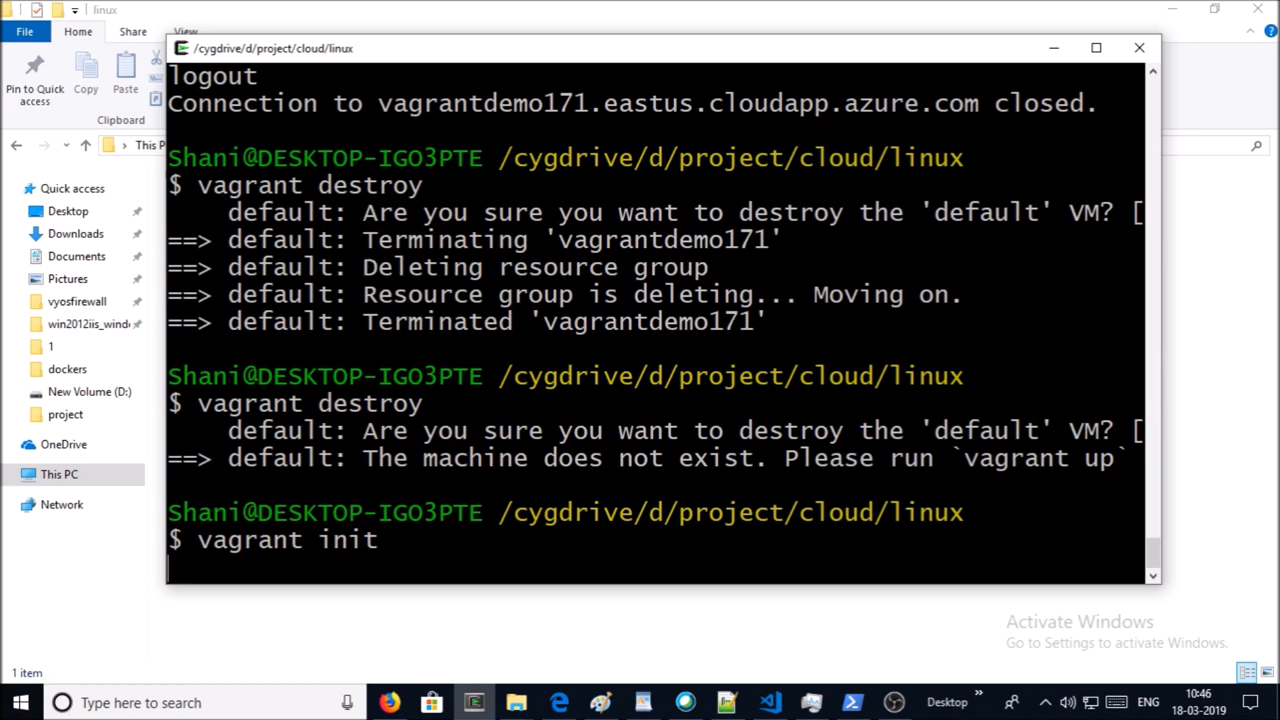 linux
File
Home
Share
View
/cygdrive/d/project/cloud/linux
Pin to Quick
access
Copy
Paste
Clipboard
logout
Connection to vagrantdemo171.eastus.cloudapp.azure.com closed.
Shani@DESKTOP-IGO3PTE /cygdrive/d/project/cloud/linux
$ vagrant destroy
default: Are you sure you want to destroy the 'default' VM? [
==> default: Terminating 'vagrantdemo171'
==> default: Deleting resource group
==> default: Resource group is deleting... Moving on.
==> default: Terminated 'vagrantdemo171'
Shani@DESKTOP-IGO3PTE /cygdrive/d/project/cloud/linux
$ vagrant destroy
default: Are you sure you want to destroy the 'default' VM? [
==> default: The machine does not exist. Please run `vagrant up`
Shani@DESKTOP-IGO3PTE /cygdrive/d/project/cloud/linux
$ vagrant init
This P
Quick access
Desktop
Downloads
Documents
Pictures
vyosfirewall
win2012iis_windo
1
dockers
New Volume (D:)
project
OneDrive
This PC
Network
Activate Windows
Go to Settings to activate Windows.
1 item
Type here to search
Desktop
ENG
10:46
18-03-2019